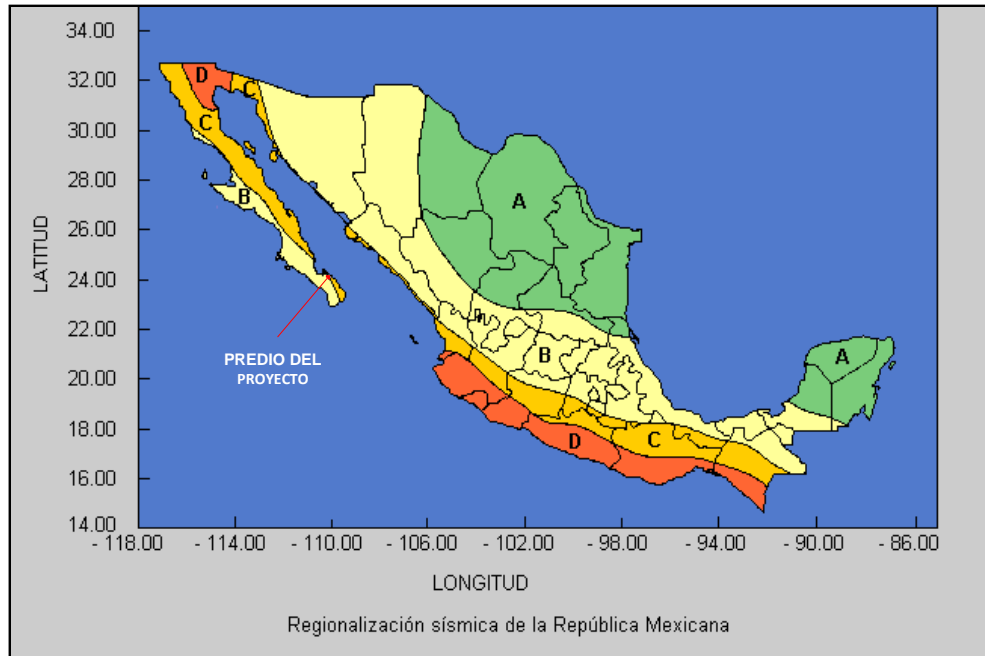 34.00
32.00
30.00
28.00
26.00
24.00
22.00
20.00
18.00
16.00
14.00
LATITUD
D
C
C
B
A
A
B
C
D
PREDIO DEL
PROYECTO
- 118.00 - 114.00 - 110.00 - 106.00 - 102.00 - 98.00 - 94.00 - 90.00 - 86.00
LONGITUD
Regionalización sísmica de la República Mexicana